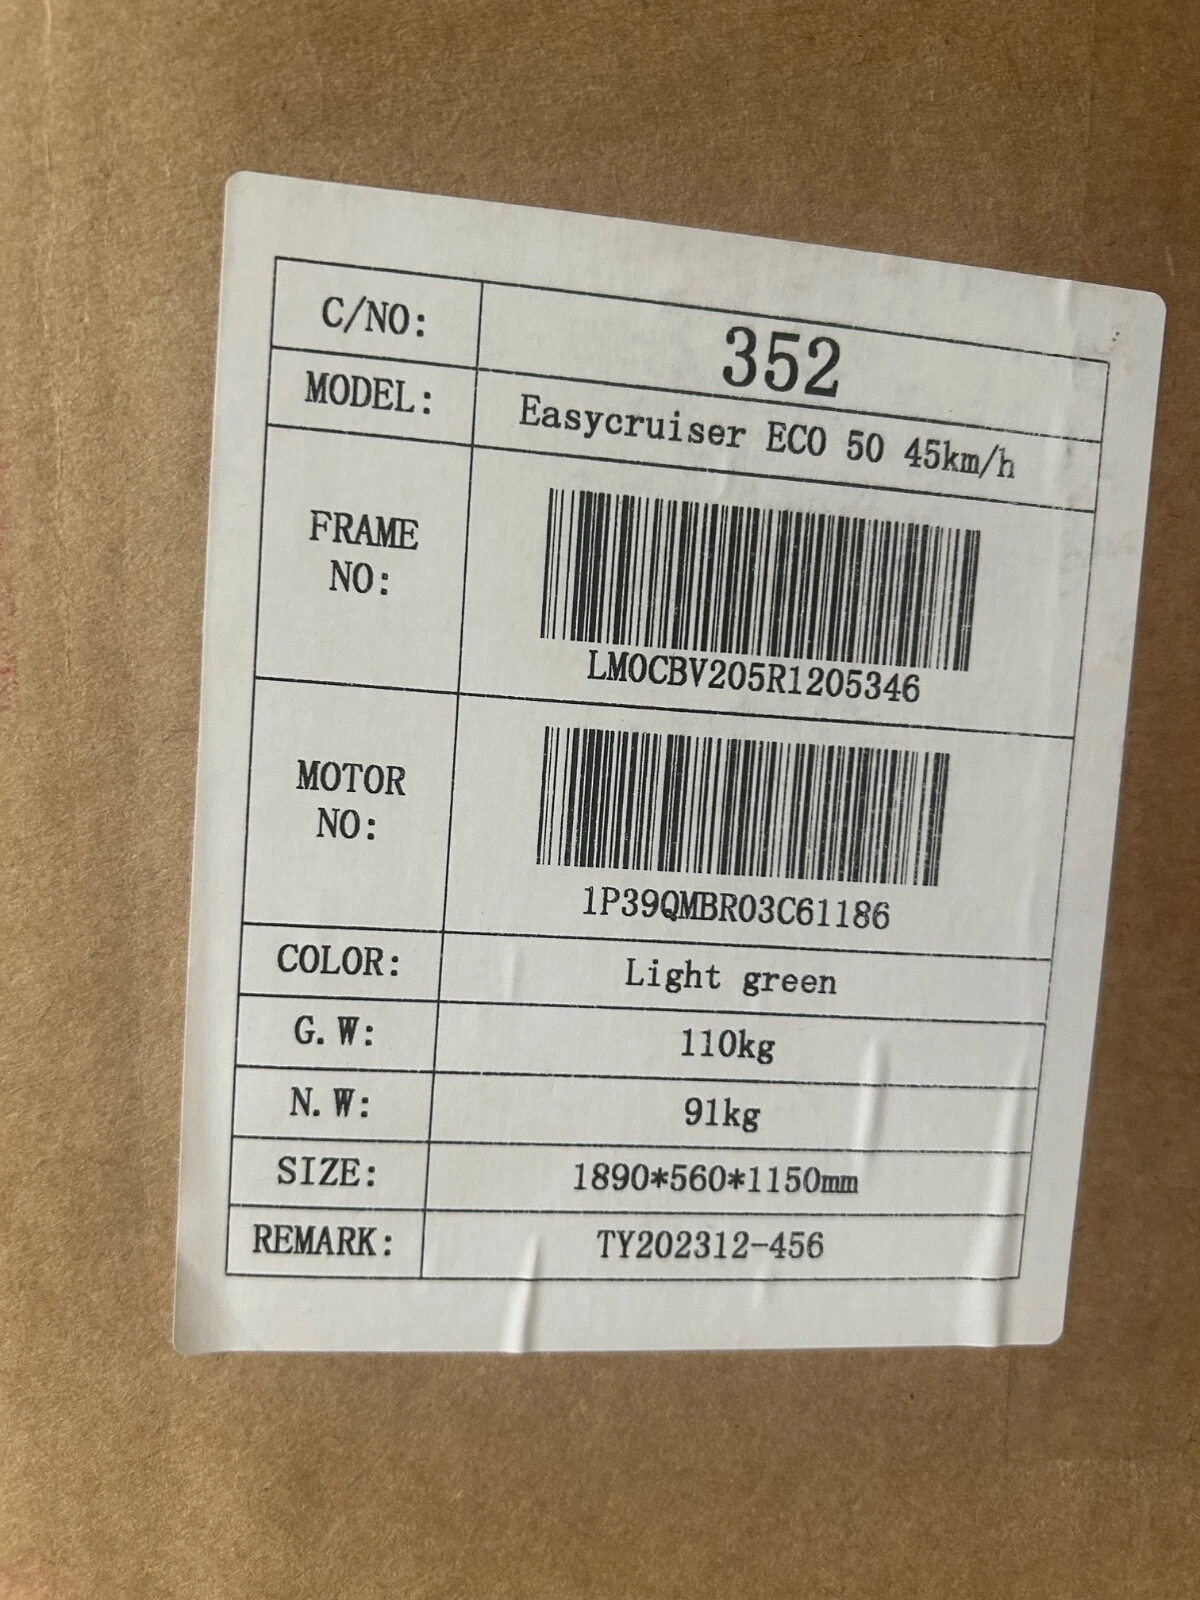 C/NO: 352
MODEL: Easycruiser ECO 50 45km/h
FRAME NO:
LM0CBV205R1205346
MOTOR NO:
1P39QMBR03C61186
COLOR: Light green
G.W: 110kg
N.W: 91kg
SIZE: 1890*560*1150mm
REMARK: TY202312-456